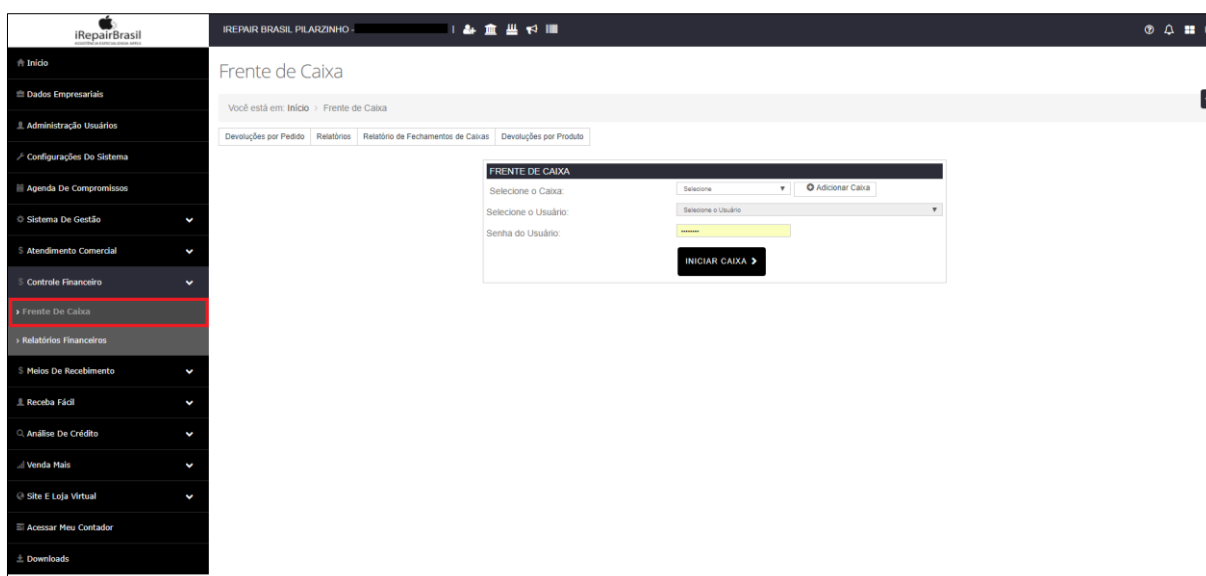 iRepairBrasil
IREPAIR BRASIL PILARZINHO -
Início
Dados Empresariais
Administração Usuários
Configurações Do Sistema
Agenda De Compromissos
Sistema De Gestão
Atendimento Comercial
Controle Financeiro
Frente De Caixa
Relatórios Financeiros
Meios De Recebimento
Receba Fácil
Análise De Crédito
Venda Mais
Site E Loja Virtual
Acessar Meu Contador
Downloads
Frente de Caixa
Você está em: Início > Frente de Caixa
Devoluções por Pedido Relatórios Relatório de Fechamentos de Caixas Devoluções por Produto
FRENTE DE CAIXA
Selecione o Caixa: Selecione Adicionar Caixa
Selecione o Usuário: Selecione o Usuário
Senha do Usuário: ••••••••
INICIAR CAIXA